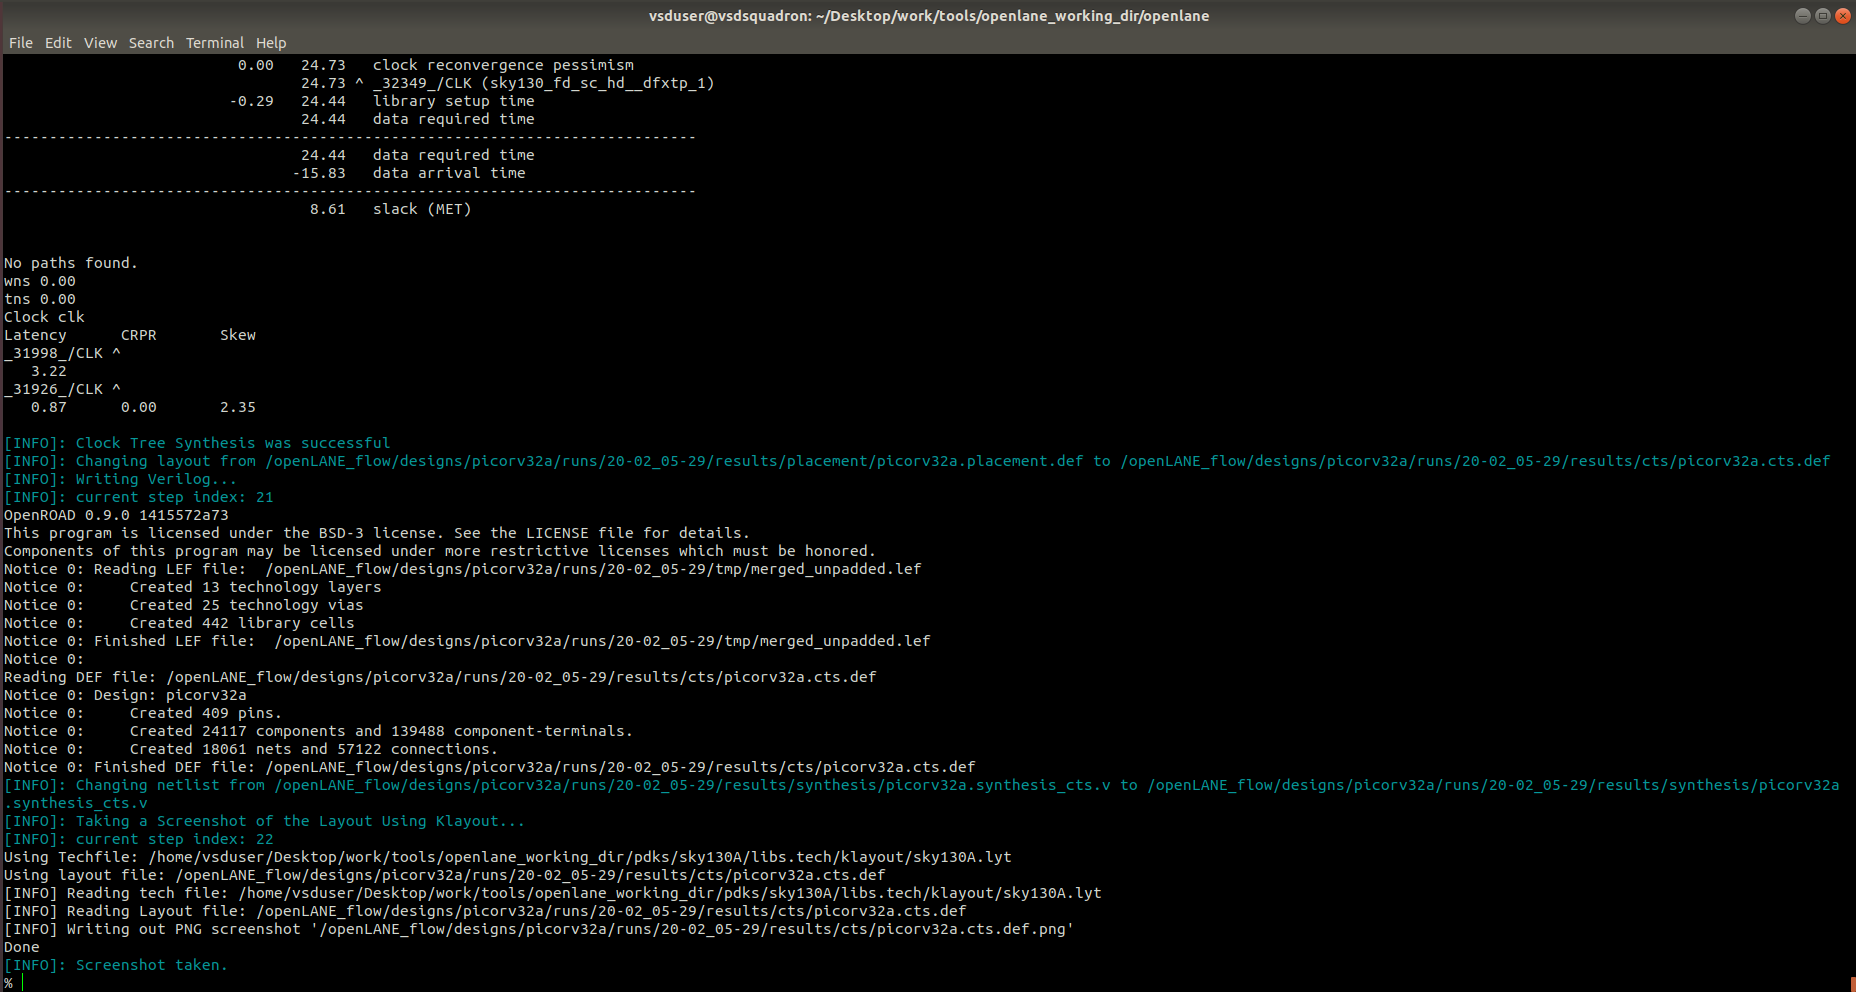 vsduser@vsdsquadron: ~/Desktop/work/tools/openlane_working_dir/openlane
File Edit View Search Terminal Help
0.00 24.73 clock reconvergence pessimism
24.73 ^ _32349_/CLK (sky130_fd_sc_hd__dfxtp_1)
-0.29 24.44 library setup time
24.44 data required time
-----------------------------------------------------------------------------
24.44 data required time
-15.83 data arrival time
-----------------------------------------------------------------------------
8.61 slack (MET)
No paths found.
wns 0.00
tns 0.00
Clock clk
Latency CRPR Skew
_31998_/CLK ^
3.22
_31926_/CLK ^
0.87 0.00 2.35
[INFO]: Clock Tree Synthesis was successful
[INFO]: Changing layout from /openLANE_flow/designs/picorv32a/runs/20-02_05-29/results/placement/picorv32a.placement.def to /openLANE_flow/designs/picorv32a/runs/20-02_05-29/results/cts/picorv32a.cts.def
[INFO]: Writing Verilog...
[INFO]: current step index: 21
OpenROAD 0.9.0 1415572a73
This program is licensed under the BSD-3 license. See the LICENSE file for details.
Components of this program may be licensed under more restrictive licenses which must be honored.
Notice 0: Reading LEF file:  /openLANE_flow/designs/picorv32a/runs/20-02_05-29/tmp/merged_unpadded.lef
Notice 0:     Created 13 technology layers
Notice 0:     Created 25 technology vias
Notice 0:     Created 442 library cells
Notice 0: Finished LEF file:  /openLANE_flow/designs/picorv32a/runs/20-02_05-29/tmp/merged_unpadded.lef
Notice 0:
Reading DEF file: /openLANE_flow/designs/picorv32a/runs/20-02_05-29/results/cts/picorv32a.cts.def
Notice 0: Design: picorv32a
Notice 0:     Created 409 pins.
Notice 0:     Created 24117 components and 139488 component-terminals.
Notice 0:     Created 18061 nets and 57122 connections.
Notice 0: Finished DEF file: /openLANE_flow/designs/picorv32a/runs/20-02_05-29/results/cts/picorv32a.cts.def
[INFO]: Changing netlist from /openLANE_flow/designs/picorv32a/runs/20-02_05-29/results/synthesis/picorv32a.synthesis_cts.v to /openLANE_flow/designs/picorv32a/runs/20-02_05-29/results/synthesis/picorv32a
.synthesis_cts.v
[INFO]: Taking a Screenshot of the Layout Using Klayout...
[INFO]: current step index: 22
Using Techfile: /home/vsduser/Desktop/work/tools/openlane_working_dir/pdks/sky130A/libs.tech/klayout/sky130A.lyt
Using layout file: /openLANE_flow/designs/picorv32a/runs/20-02_05-29/results/cts/picorv32a.cts.def
[INFO] Reading tech file: /home/vsduser/Desktop/work/tools/openlane_working_dir/pdks/sky130A/libs.tech/klayout/sky130A.lyt
[INFO] Reading Layout file: /openLANE_flow/designs/picorv32a/runs/20-02_05-29/results/cts/picorv32a.cts.def
[INFO] Writing out PNG screenshot '/openLANE_flow/designs/picorv32a/runs/20-02_05-29/results/cts/picorv32a.cts.def.png'
Done
[INFO]: Screenshot taken.
%